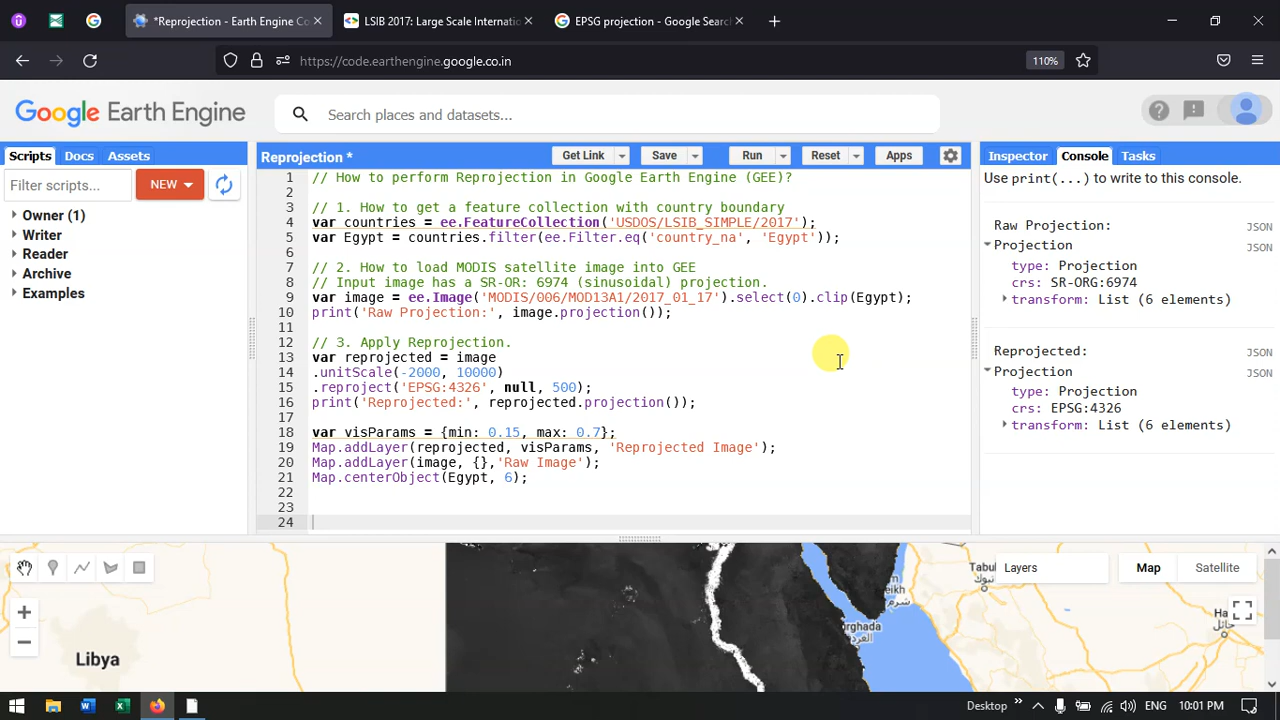 *Reprojection - Earth Engine Co
LSIB 2017: Large Scale Internatio
EPSG projection - Google Search
https://code.earthengine.google.co.in
110%
Google Earth Engine
Search places and datasets...
Scripts
Docs
Assets
Reprojection *
Get Link
Save
Run
Reset
Apps
Inspector
Console
Tasks
Filter scripts...
NEW
Owner (1)
Writer
Reader
Archive
Examples
1 // How to perform Reprojection in Google Earth Engine (GEE)?
2
3 // 1. How to get a feature collection with country boundary
4 var countries = ee.FeatureCollection('USDOS/LSIB_SIMPLE/2017');
5 var Egypt = countries.filter(ee.Filter.eq('country_na', 'Egypt'));
6
7 // 2. How to load MODIS satellite image into GEE
8 // Input image has a SR-OR: 6974 (sinusoidal) projection.
9 var image = ee.Image('MODIS/006/MOD13A1/2017_01_17').select(0).clip(Egypt);
10 print('Raw Projection:', image.projection());
11
12 // 3. Apply Reprojection.
13 var reprojected = image
14 .unitScale(-2000, 10000)
15 .reproject('EPSG:4326', null, 500);
16 print('Reprojected:', reprojected.projection());
17
18 var visParams = {min: 0.15, max: 0.7};
19 Map.addLayer(reprojected, visParams, 'Reprojected Image');
20 Map.addLayer(image, {},'Raw Image');
21 Map.centerObject(Egypt, 6);
22
23
24
Use print(...) to write to this console.
Raw Projection:
JSON
Projection
JSON
type: Projection
crs: SR-ORG:6974
transform: List (6 elements)
Reprojected:
JSON
Projection
JSON
type: Projection
crs: EPSG:4326
transform: List (6 elements)
Layers
Map
Satellite
Libya
الغردقة
تبوك
حائل
Desktop
ENG
10:01 PM